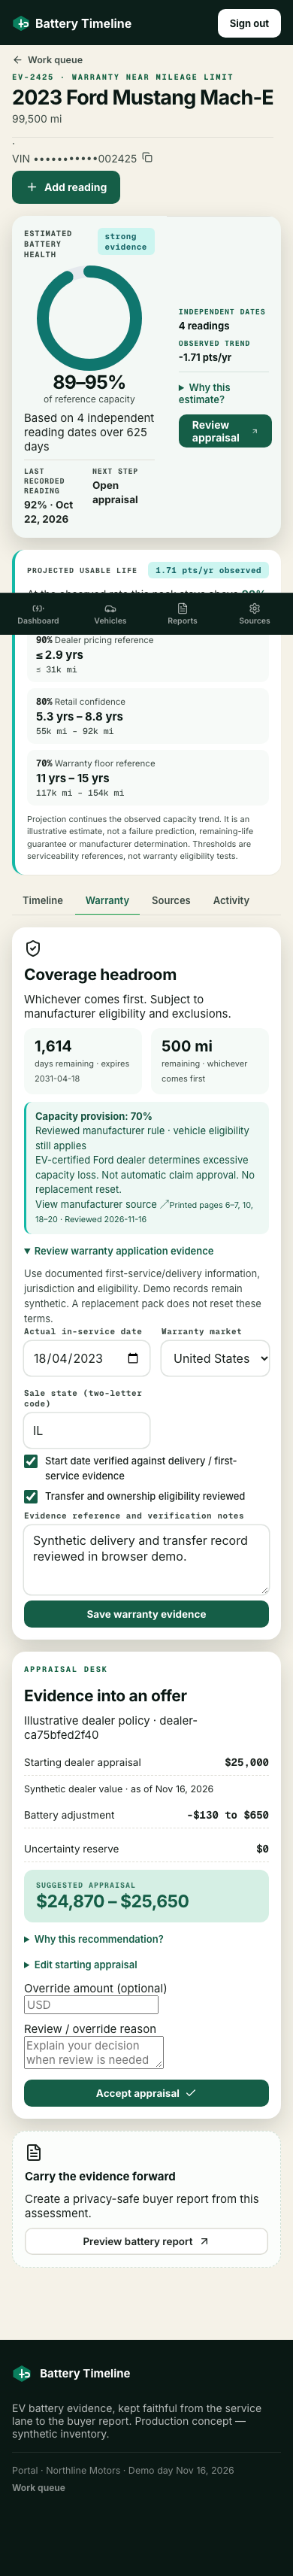 Battery Timeline
Sign out
Work queue
EV-2425 · WARRANTY NEAR MILEAGE LIMIT
2023 Ford Mustang Mach-E
99,500 mi
·
VIN •••••••••••002425
Add reading
ESTIMATED
BATTERY
HEALTH
strong
evidence
89–95%
of reference capacity
Based on 4 independent
reading dates over 625
days
LAST
RECORDED
READING
92% · Oct
22, 2026
NEXT STEP
Open
appraisal
INDEPENDENT DATES
4 readings
OBSERVED TREND
-1.71 pts/yr
Why this
estimate?
Review
appraisal
PROJECTED USABLE LIFE
1.71 pts/yr observed
Dashboard
Vehicles
Reports
Sources
90% Dealer pricing reference
≤ 2.9 yrs
≤ 31k mi
80% Retail confidence
5.3 yrs – 8.8 yrs
55k mi – 92k mi
70% Warranty floor reference
11 yrs – 15 yrs
117k mi – 154k mi
Projection continues the observed capacity trend. It is an
illustrative estimate, not a failure prediction, remaining-life
guarantee or manufacturer determination. Thresholds are
serviceability references, not warranty eligibility tests.
Timeline
Warranty
Sources
Activity
Coverage headroom
Whichever comes first. Subject to
manufacturer eligibility and exclusions.
1,614
days remaining · expires
2031-04-18
500 mi
remaining · whichever
comes first
Capacity provision: 70%
Reviewed manufacturer rule · vehicle eligibility
still applies
EV-certified Ford dealer determines excessive
capacity loss. Not automatic claim approval. No
replacement reset.
View manufacturer source Printed pages 6–7, 10,
18–20 · Reviewed 2026-11-16
Review warranty application evidence
Use documented first-service/delivery information,
jurisdiction and eligibility. Demo records remain
synthetic. A replacement pack does not reset these
terms.
Actual in-service date
18/04/2023
Warranty market
United States
Sale state (two-letter
code)
IL
Start date verified against delivery / first-
service evidence
Transfer and ownership eligibility reviewed
Evidence reference and verification notes
Synthetic delivery and transfer record
reviewed in browser demo.
Save warranty evidence
APPRAISAL DESK
Evidence into an offer
Illustrative dealer policy · dealer-
ca75bfed2f40
Starting dealer appraisal
$25,000
Synthetic dealer value · as of Nov 16, 2026
Battery adjustment
-$130 to $650
Uncertainty reserve
$0
SUGGESTED APPRAISAL
$24,870 – $25,650
Why this recommendation?
Edit starting appraisal
Override amount (optional)
USD
Review / override reason
Explain your decision
when review is needed
Accept appraisal
Carry the evidence forward
Create a privacy-safe buyer report from this
assessment.
Preview battery report
Battery Timeline
EV battery evidence, kept faithful from the service
lane to the buyer report. Production concept —
synthetic inventory.
Portal · Northline Motors · Demo day Nov 16, 2026
Work queue